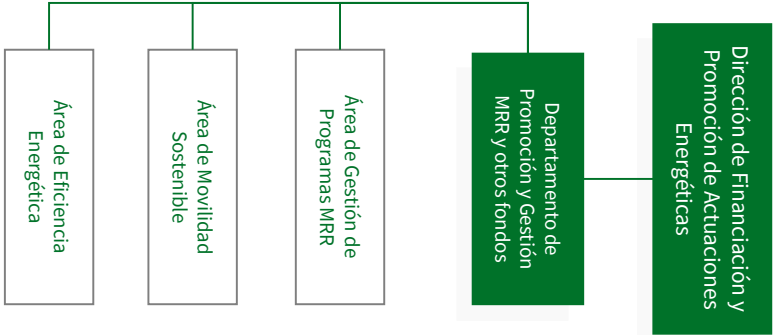 Dirección de Financiación y
Promoción de Actuaciones
Energéticas
Departamento de
Promoción y Gestión
MRR y otros fondos
Área de Gestión de
Programas MRR
Área de Movilidad
Sostenible
Área de Eficiencia
Energética